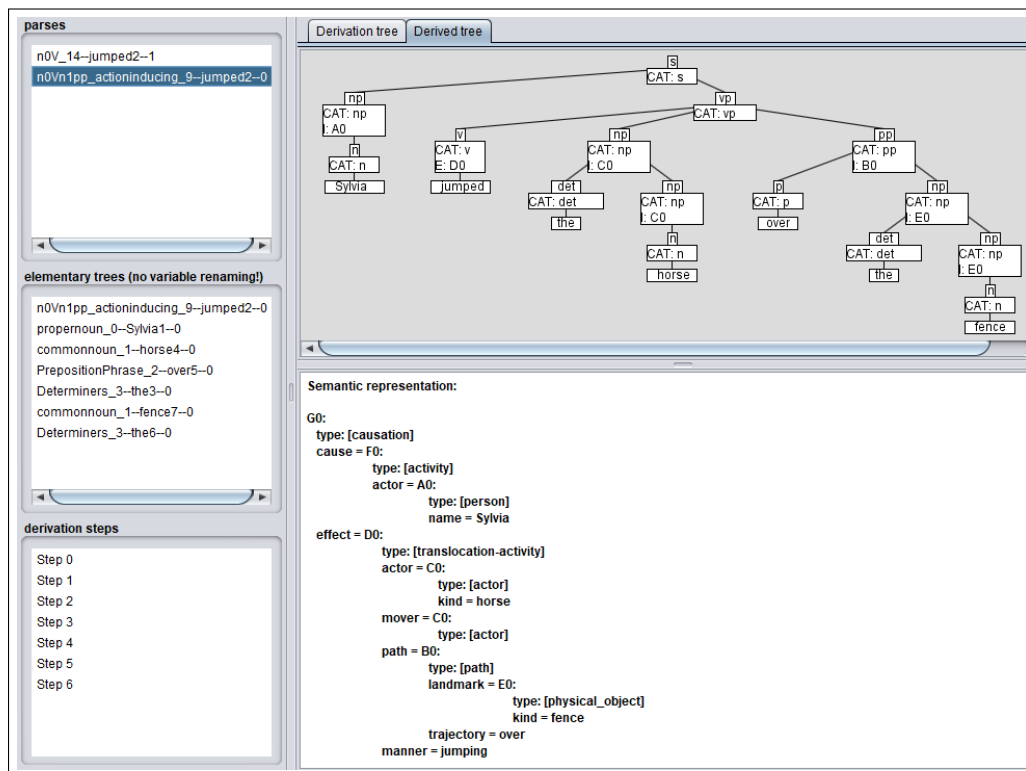 parses
n0V_14--jumped2--1
n0Vn1pp_actioninducing_9--jumped2--0
elementary trees (no variable renaming!)
n0Vn1pp_actioninducing_9--jumped2--0
propernoun_0--Sylvia1--0
commonnoun_1--horse4--0
PrepositionPhrase_2--over5--0
Determiners_3--the3--0
commonnoun_1--fence7--0
Determiners_3--the6--0
derivation steps
Step 0
Step 1
Step 2
Step 3
Step 4
Step 5
Step 6
Derivation tree Derived tree
s
CAT: s
np vp
CAT: np CAT: vp
I: A0
v np pp
n CAT: v CAT: np CAT: pp
CAT: n E: D0 I: C0 I: B0
Sylvia jumped det np p np
CAT: det CAT: np CAT: p CAT: np
the I: C0 over I: E0
n det np
CAT: n CAT: det CAT: np
horse the I: E0
n
CAT: n
fence
Semantic representation:
G0:
type: [causation]
cause = F0:
type: [activity]
actor = A0:
type: [person]
name = Sylvia
effect = D0:
type: [translocation-activity]
actor = C0:
type: [actor]
kind = horse
mover = C0:
type: [actor]
path = B0:
type: [path]
landmark = E0:
type: [physical_object]
kind = fence
trajectory = over
manner = jumping